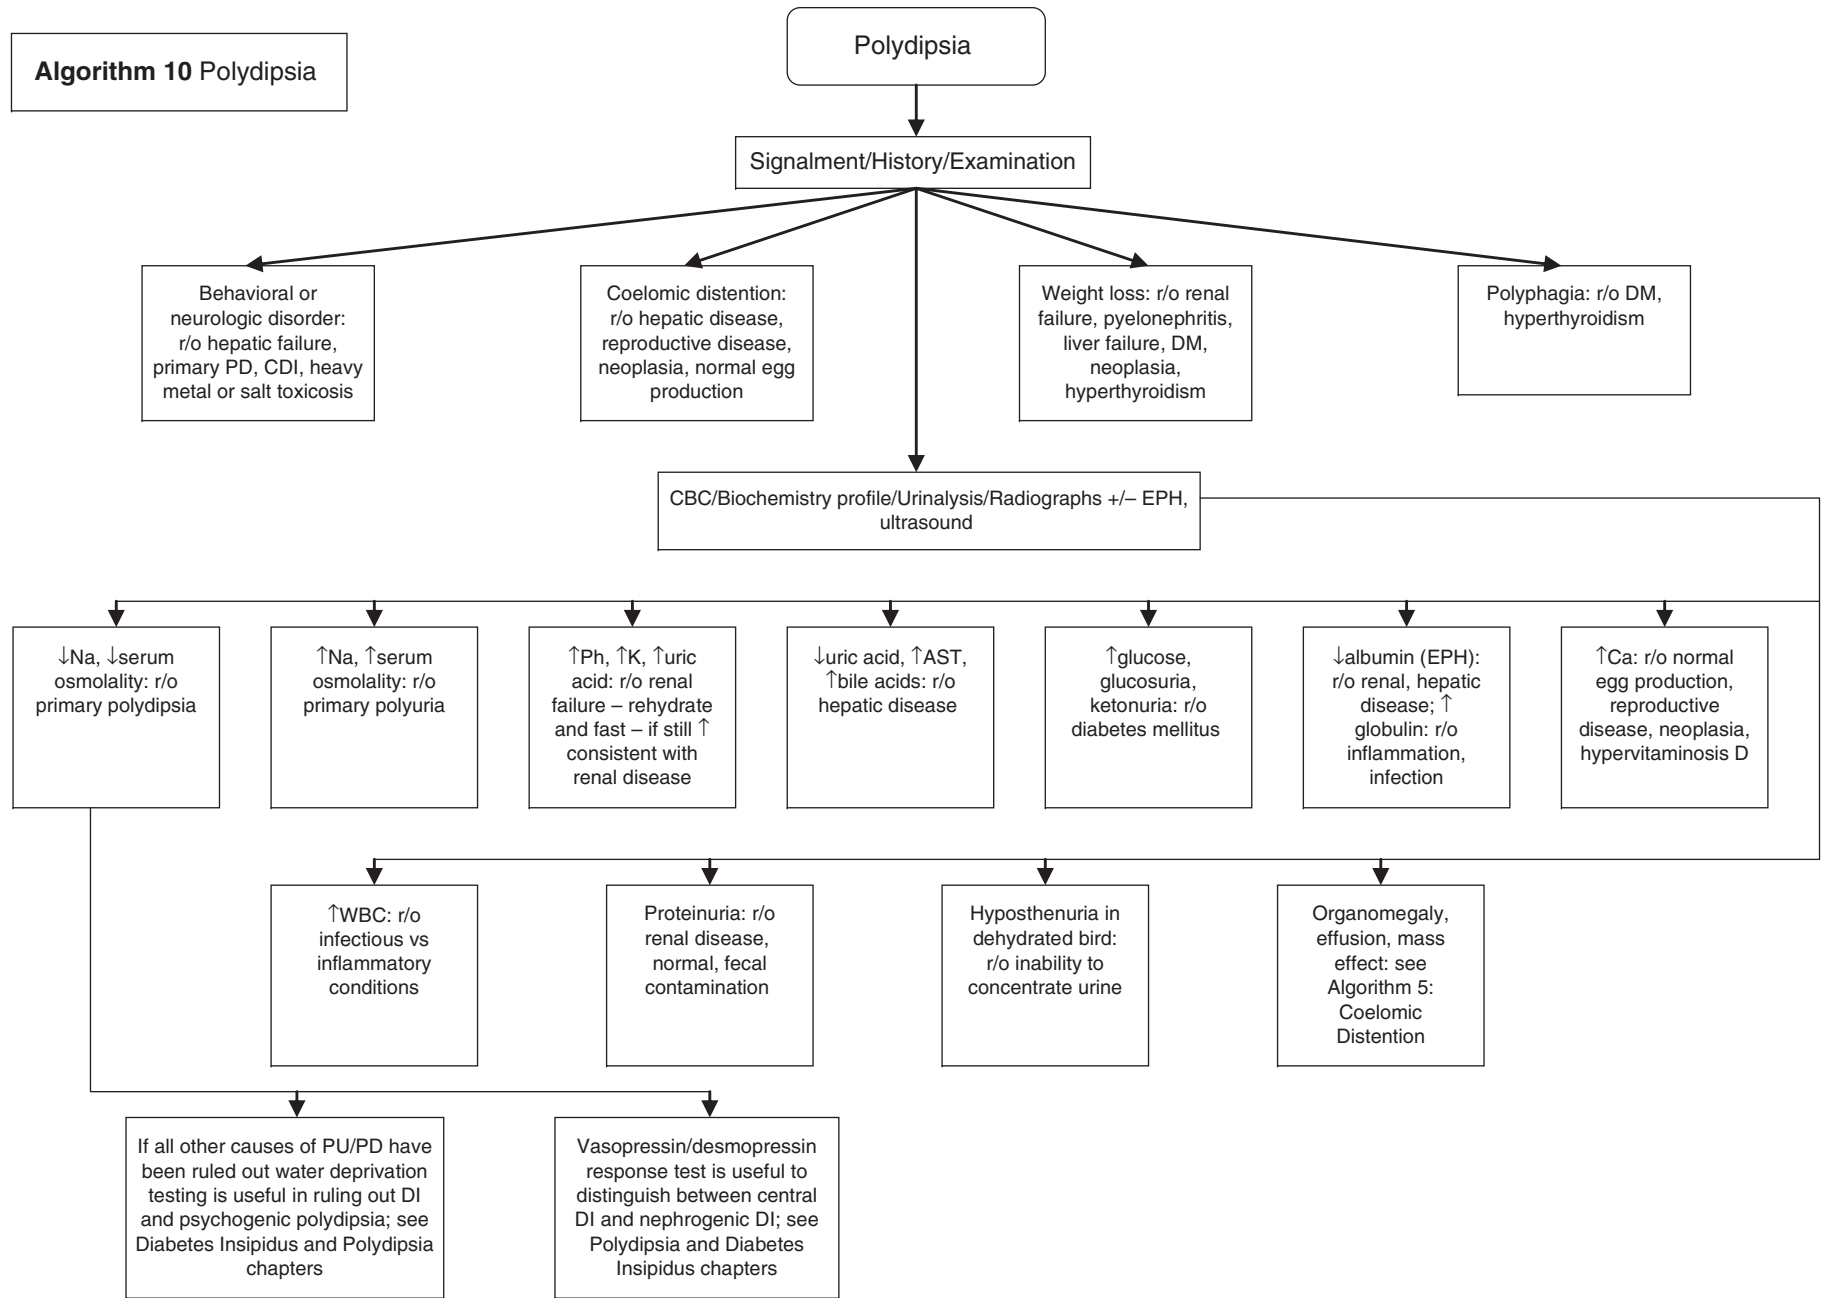 Algorithm 10 Polydipsia
Polydipsia
Signalment/History/Examination
Behavioral or
neurologic disorder:
r/o hepatic failure,
primary PD, CDI, heavy
metal or salt toxicosis
Coelomic distention:
r/o hepatic disease,
reproductive disease,
neoplasia, normal egg
production
Weight loss: r/o renal
failure, pyelonephritis,
liver failure, DM,
neoplasia,
hyperthyroidism
Polyphagia: r/o DM,
hyperthyroidism
CBC/Biochemistry profile/Urinalysis/Radiographs +/– EPH,
ultrasound
↓Na, ↓serum
osmolality: r/o
primary polydipsia
↑Na, ↑serum
osmolality: r/o
primary polyuria
↑Ph, ↑K, ↑uric
acid: r/o renal
failure – rehydrate
and fast – if still ↑
consistent with
renal disease
↓uric acid, ↑AST,
↑bile acids: r/o
hepatic disease
↑glucose,
glucosuria,
ketonuria: r/o
diabetes mellitus
↓albumin (EPH):
r/o renal, hepatic
disease; ↑
globulin: r/o
inflammation,
infection
↑Ca: r/o normal
egg production,
reproductive
disease, neoplasia,
hypervitaminosis D
↑WBC: r/o
infectious vs
inflammatory
conditions
Proteinuria: r/o
renal disease,
normal, fecal
contamination
Hyposthenuria in
dehydrated bird:
r/o inability to
concentrate urine
Organomegaly,
effusion, mass
effect: see
Algorithm 5:
Coelomic
Distention
If all other causes of PU/PD have
been ruled out water deprivation
testing is useful in ruling out DI
and psychogenic polydipsia; see
Diabetes Insipidus and Polydipsia
chapters
Vasopressin/desmopressin
response test is useful to
distinguish between central
DI and nephrogenic DI; see
Polydipsia and Diabetes
Insipidus chapters